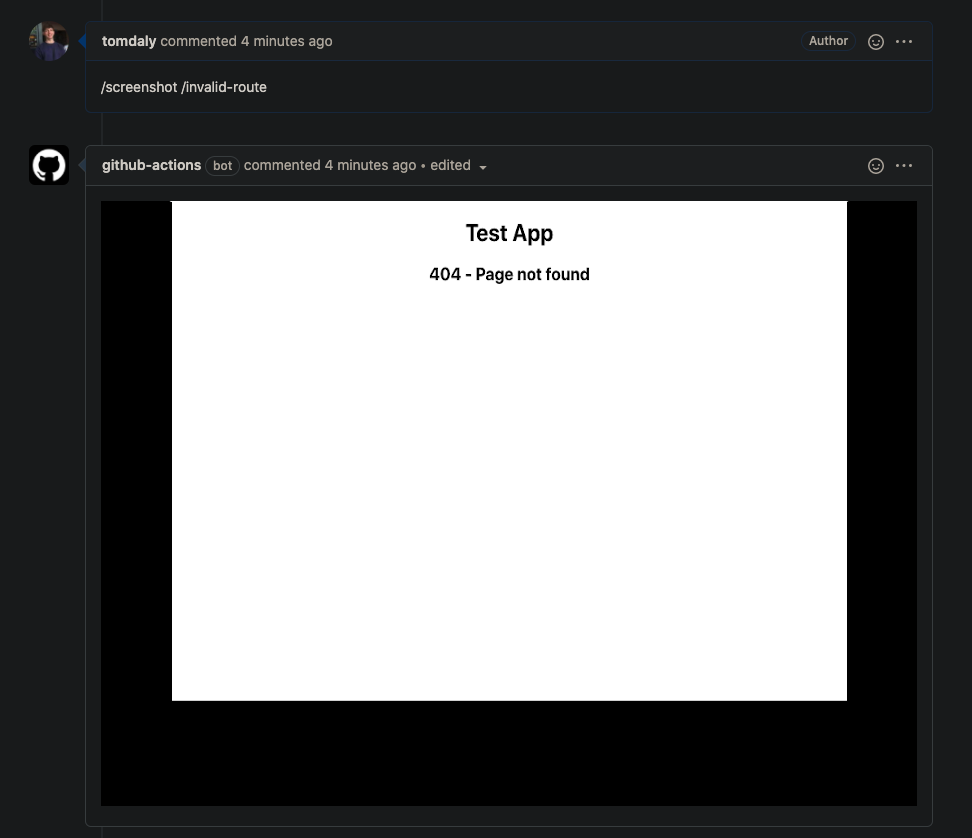 tomdaly commented 4 minutes ago Author
/screenshot /invalid-route
github-actions bot commented 4 minutes ago • edited
Test App
404 - Page not found